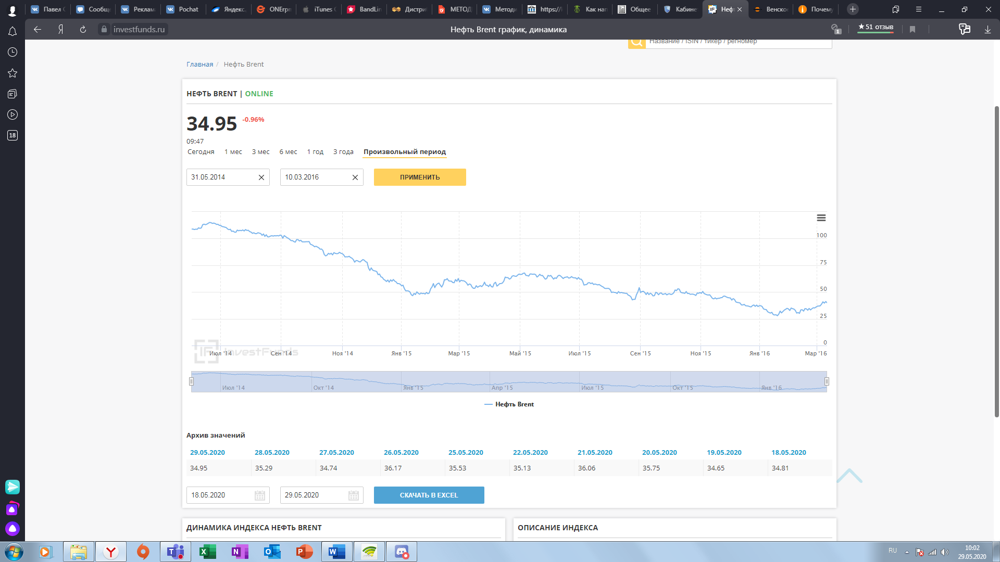 Павел С
Сообщ
Реклам
Pochat
Яндекс.
ONErpm
iTunes C
BandLin
Дистри
МЕТОД
Методи
https://
Как нап
Общее
Кабине
Нефт
Венско
Почему
investfunds.ru
Нефть Brent график, динамика
1
★51 отзыв
Название / ISIN / тикер / регномер
Главная / Нефть Brent
НЕФТЬ BRENT | ONLINE
34.95 -0.96%
09:47
Сегодня 1 мес 3 мес 6 мес 1 год 3 года Произвольный период
31.05.2014 10.03.2016 ПРИМЕНИТЬ
100
75
50
25
0
InvestFunds
Июл '14 Сен '14 Ноя '14 Янв '15 Мар '15 Май '15 Июл '15 Сен '15 Ноя '15 Янв '16 Мар '16
Июл '14 Окт '14 Янв '15 Апр '15 Июл '15 Окт '15 Янв '16
Нефть Brent
Архив значений
29.05.2020 28.05.2020 27.05.2020 26.05.2020 25.05.2020 22.05.2020 21.05.2020 20.05.2020 19.05.2020 18.05.2020
34.95 35.29 34.74 36.17 35.53 35.13 36.06 35.75 34.65 34.81
18.05.2020 29.05.2020 СКАЧАТЬ В EXCEL
ДИНАМИКА ИНДЕКСА НЕФТЬ BRENT
ОПИСАНИЕ ИНДЕКСА
18
RU
10:02
29.05.2020